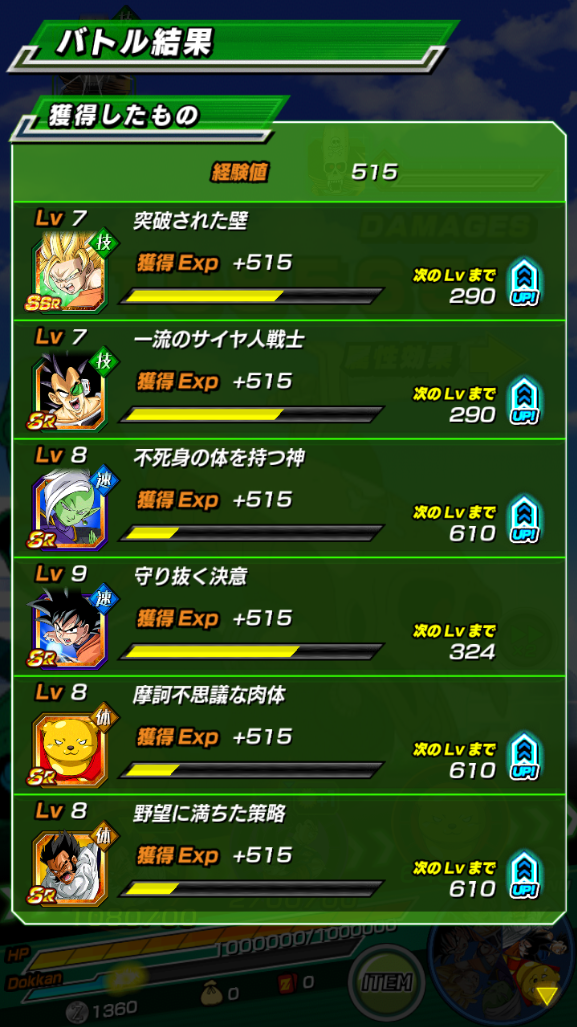 バトル結果
獲得したもの
経験値 515
DAMAGES
Lv 7 突破された壁
技
獲得 Exp +515
次のLvまで
SSR
290
UP!
Lv 7 一流のサイヤ人戦士
技
獲得 Exp +515
次のLvまで
SR
290
UP!
Lv 8 不死身の体を持つ神
速
獲得 Exp +515
次のLvまで
SR
610
UP!
Lv 9 守り抜く決意
速
獲得 Exp +515
次のLvまで
SR
324
Lv 8 摩訶不思議な肉体
体
獲得 Exp +515
次のLvまで
SR
610
UP!
Lv 8 野望に満ちた策略
体
獲得 Exp +515
次のLvまで
SR
610
UP!
HP 1000000/1000000
Dokkan
1360 0 Z 0
ITEM